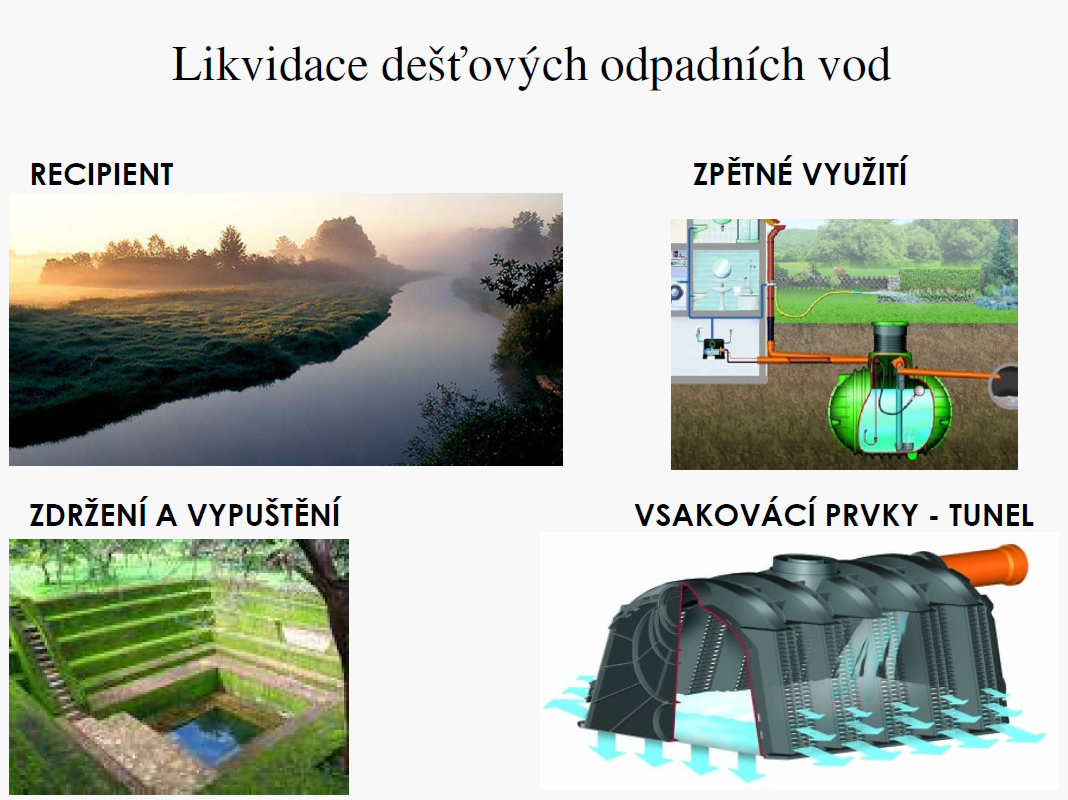 Likvidace dešťových odpadních vod
RECIPIENT
ZPĚTNÉ VYUŽITÍ
ZDRŽENÍ A VYPUŠTĚNÍ
VSAKOVÁCÍ PRVKY - TUNEL